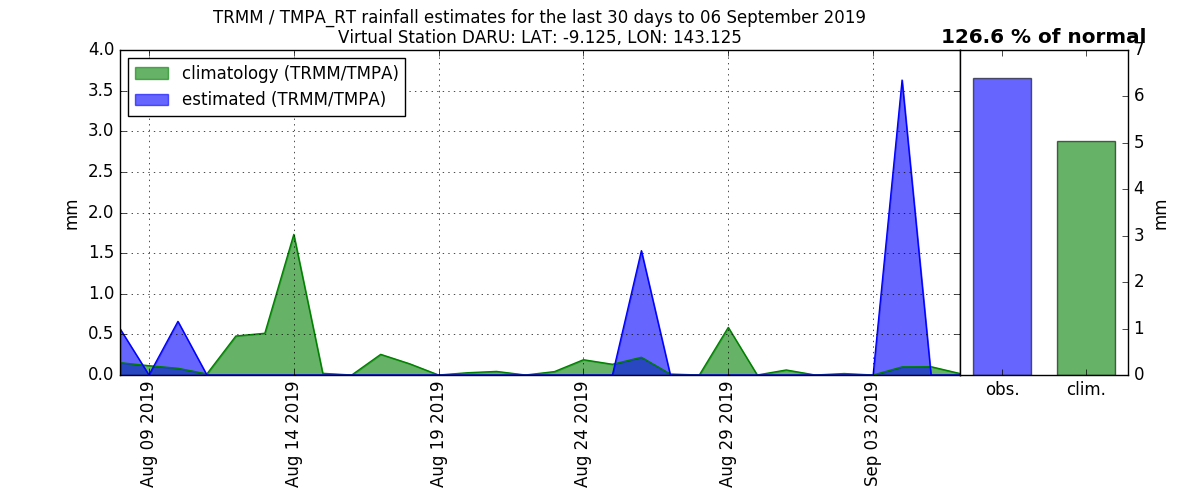 TRMM / TMPA_RT rainfall estimates for the last 30 days to 06 September 2019
Virtual Station DARU: LAT: -9.125, LON: 143.125
126.6 % of normal
climatology (TRMM/TMPA)
estimated (TRMM/TMPA)
4.0
3.5
3.0
2.5
2.0
1.5
1.0
0.5
0.0
mm
Aug 09 2019
Aug 14 2019
Aug 19 2019
Aug 24 2019
Aug 29 2019
Sep 03 2019
obs.
clim.
7
6
5
4
3
2
1
0
mm